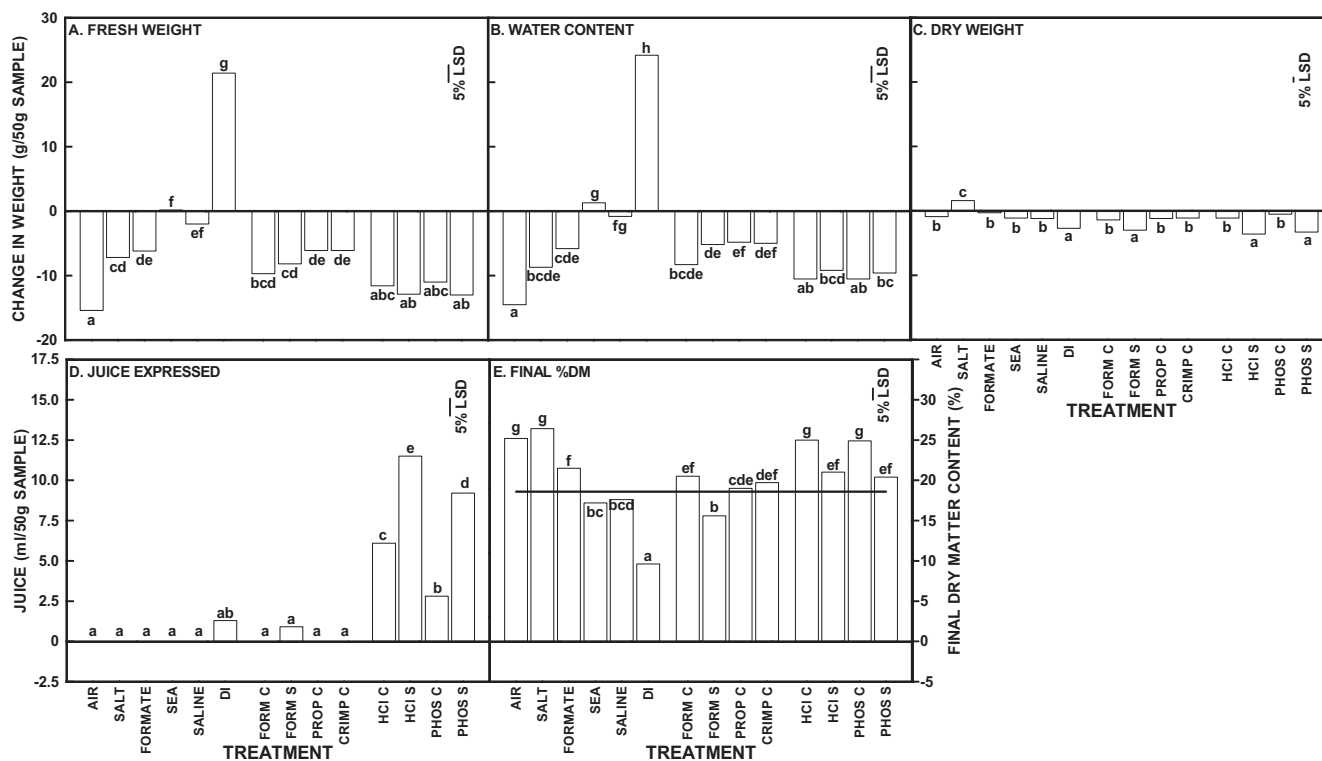 A. FRESH WEIGHT
B. WATER CONTENT
C. DRY WEIGHT
CHANGE IN WEIGHT (g/50g SAMPLE)
30
20
10
0
-10
-20
5% LSD
5% LSD
5% LSD
a
cd
de
f
ef
g
bcd
cd
de
de
abc
ab
abc
ab
a
bcde
cde
g
fg
h
bcde
de
ef
def
ab
bcd
ab
bc
b
c
b
b
b
a
b
a
b
b
b
a
b
a
AIR
SALT
FORMATE
SEA
SALINE
DI
FORM C
FORM S
PROP C
CRIMP C
HCl C
HCl S
PHOS C
PHOS S
TREATMENT
D. JUICE EXPRESSED
E. FINAL %DM
JUICE (ml/50g SAMPLE)
17.5
15.0
12.5
10.0
7.5
5.0
2.5
0
-2.5
5% LSD
5% LSD
a
a
a
a
a
ab
a
a
a
a
c
e
b
d
g
g
f
bc
bcd
a
ef
b
cde
def
g
ef
g
ef
30
25
20
15
10
5
0
-5
FINAL DRY MATTER CONTENT (%)
AIR
SALT
FORMATE
SEA
SALINE
DI
FORM C
FORM S
PROP C
CRIMP C
HCl C
HCl S
PHOS C
PHOS S
TREATMENT
AIR
SALT
FORMATE
SEA
SALINE
DI
FORM C
FORM S
PROP C
CRIMP C
HCl C
HCl S
PHOS C
PHOS S
TREATMENT